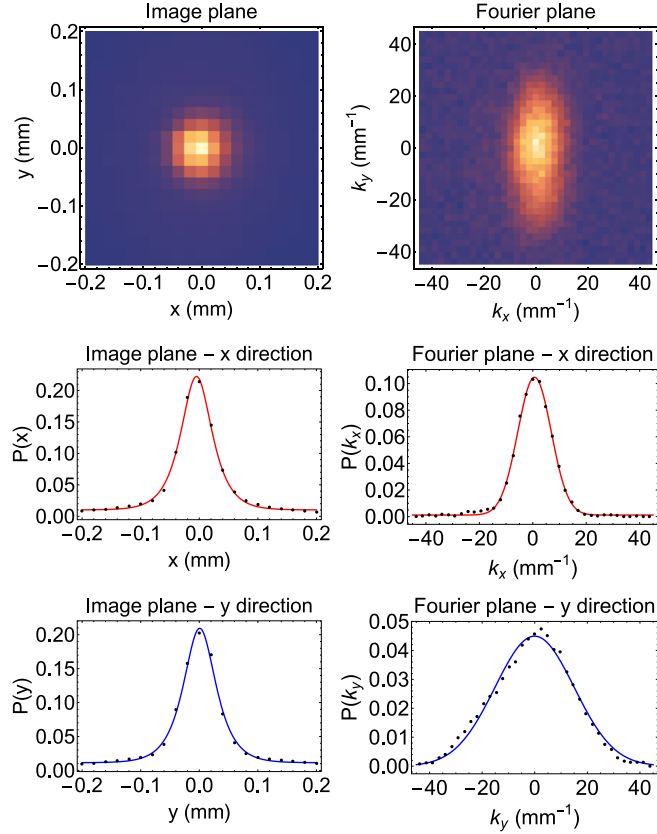 Image plane
Fourier plane
0.2
0.1
0.0
−0.1
−0.2
y (mm)
−0.2 −0.1 0.0 0.1 0.2
x (mm)
40
20
0
−20
−40
k_y (mm⁻¹)
−40 −20 0 20 40
k_x (mm⁻¹)
Image plane − x direction
0.20
0.15
0.10
0.05
0.00
P(x)
−0.2 −0.1 0.0 0.1 0.2
x (mm)
Fourier plane − x direction
0.10
0.08
0.06
0.04
0.02
0.00
P(k_x)
−40 −20 0 20 40
k_x (mm⁻¹)
Image plane − y direction
0.20
0.15
0.10
0.05
0.00
P(y)
−0.2 −0.1 0.0 0.1 0.2
y (mm)
Fourier plane − y direction
0.05
0.04
0.03
0.02
0.01
0.00
P(k_y)
−40 −20 0 20 40
k_y (mm⁻¹)